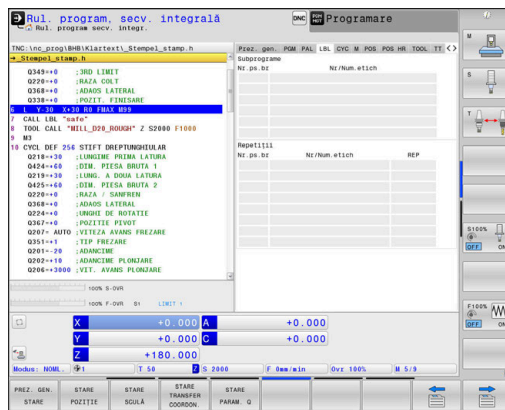 Rul. program, secv. integrală
Rul. program, secv. integr.
DNC
Programare
TNC:\nc_prog\BHB\Klartext\_Stempel_stamp.h
→_Stempel_stamp.h
Q349=+0 ;3RD LIMIT
Q220=+0 ;RAZA COLT
Q368=+0 ;ADAOS LATERAL
Q338=+0 ;POZIT. FINISARE
6 L Y-30 X+30 R0 FMAX M99
7 CALL LBL "safe"
8 TOOL CALL "MILL_D20_ROUGH" Z S2000 F1000
9 M3
10 CYCL DEF 256 STIFT DREPTUNGHIULAR
Q218=+30 ;LUNGIME PRIMA LATURA
Q424=+60 ;DIM. PIESA BRUTA 1
Q219=+30 ;LUNG. A DOUA LATURA
Q425=+60 ;DIM. PIESA BRUTA 2
Q220=+0 ;RAZA / SANFREN
Q368=+0 ;ADAOS LATERAL
Q224=+0 ;UNGHI DE ROTATIE
Q367=+0 ;POZITIE PIVOT
Q207= AUTO ;VITEZA AVANS FREZARE
Q351=+1 ;TIP FREZARE
Q201=-20 ;ADANCIME
Q202=+10 ;ADANCIME PLONJARE
Q206=+3000 ;VIT. AVANS PLONJARE
100% S-OVR
100% F-OVR S1 LIMIT 1
Prez. gen. PGM PAL LBL CYC M POS POS HR TOOL TT
Subprograme
Nr.ps.br Nr/Num.etich
Repetiţii
Nr.ps.br Nr/Num.etich REP
X +0.000 A +0.000
Y +0.000 C +0.000
Z +180.000
Modus: NOML. 1 T 50 Z S 2000 F 0mm/min Ovr 100% M 5/9
PREZ. GEN. STARE
STARE POZIŢIE
STARE SCULĂ
STARE TRANSFER COORDON.
STARE PARAM. Q
M
S
T
S100%
OFF ON
F100%
OFF ON